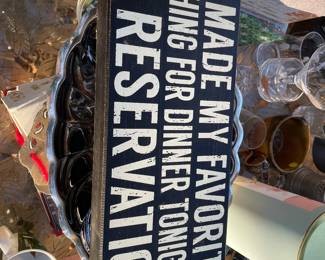 MADE MY FAVORIT
HING FOR DINNER TONIG
RESERVATIO